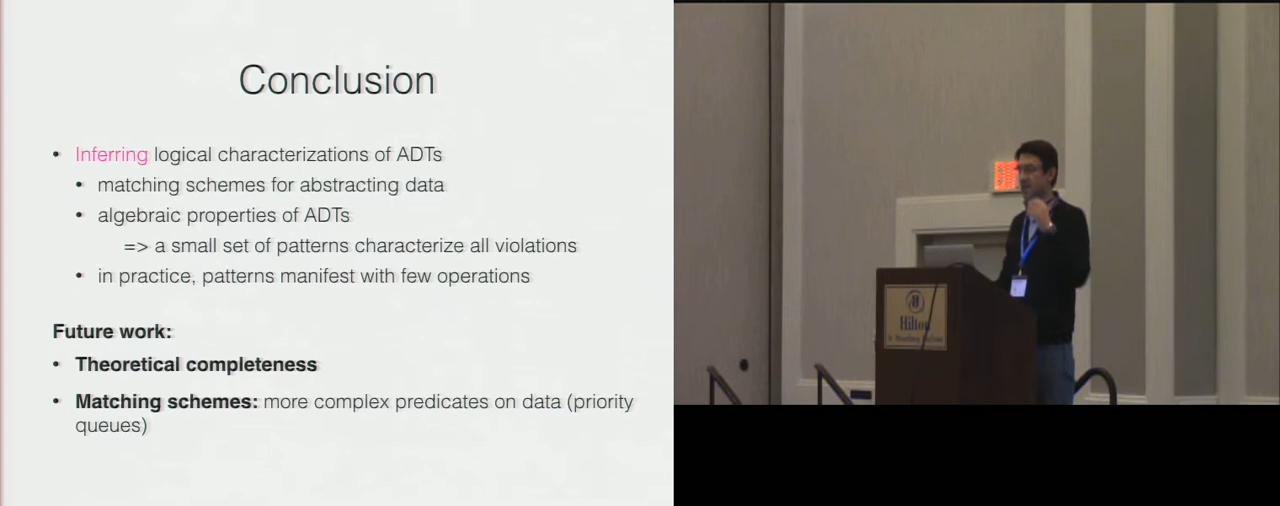 Conclusion
• Inferring logical characterizations of ADTs
• matching schemes for abstracting data
• algebraic properties of ADTs
=> a small set of patterns characterize all violations
• in practice, patterns manifest with few operations
Future work:
• Theoretical completeness
• Matching schemes: more complex predicates on data (priority
queues)
Hilton